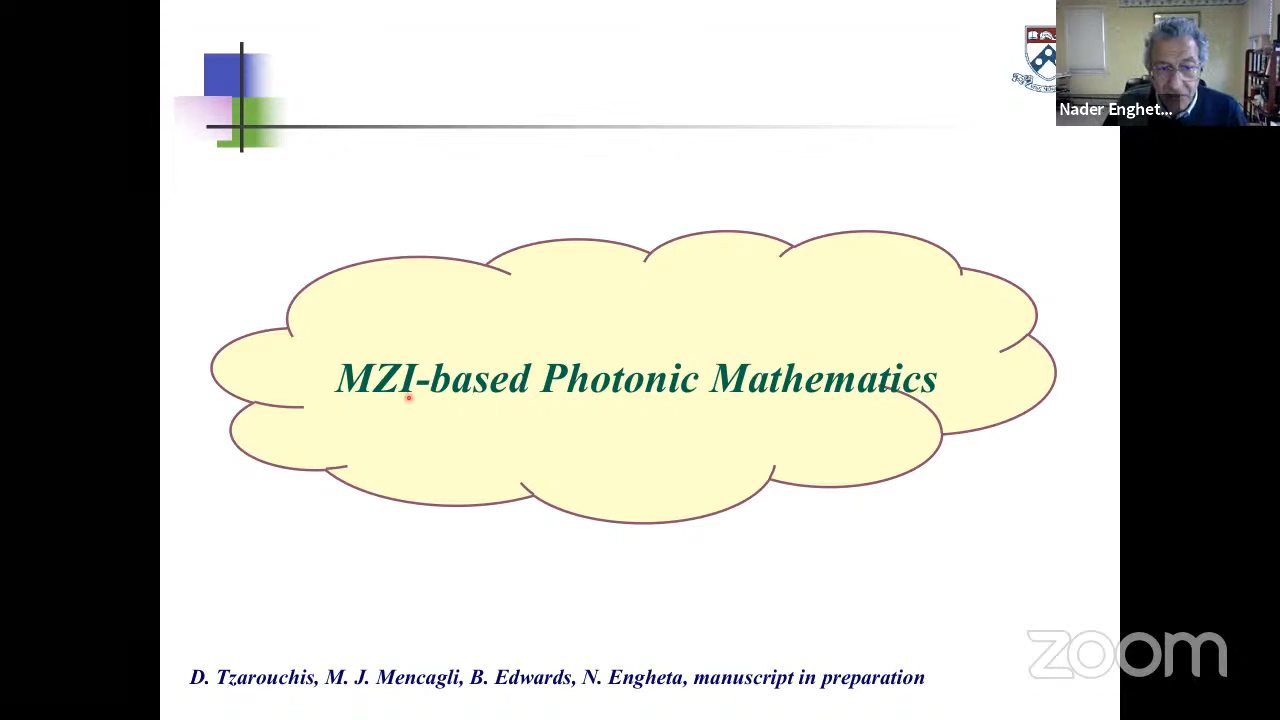 Nader Enghet...
MZI-based Photonic Mathematics
D. Tzarouchis, M. J. Mencagli, B. Edwards, N. Engheta, manuscript in preparation
zoom